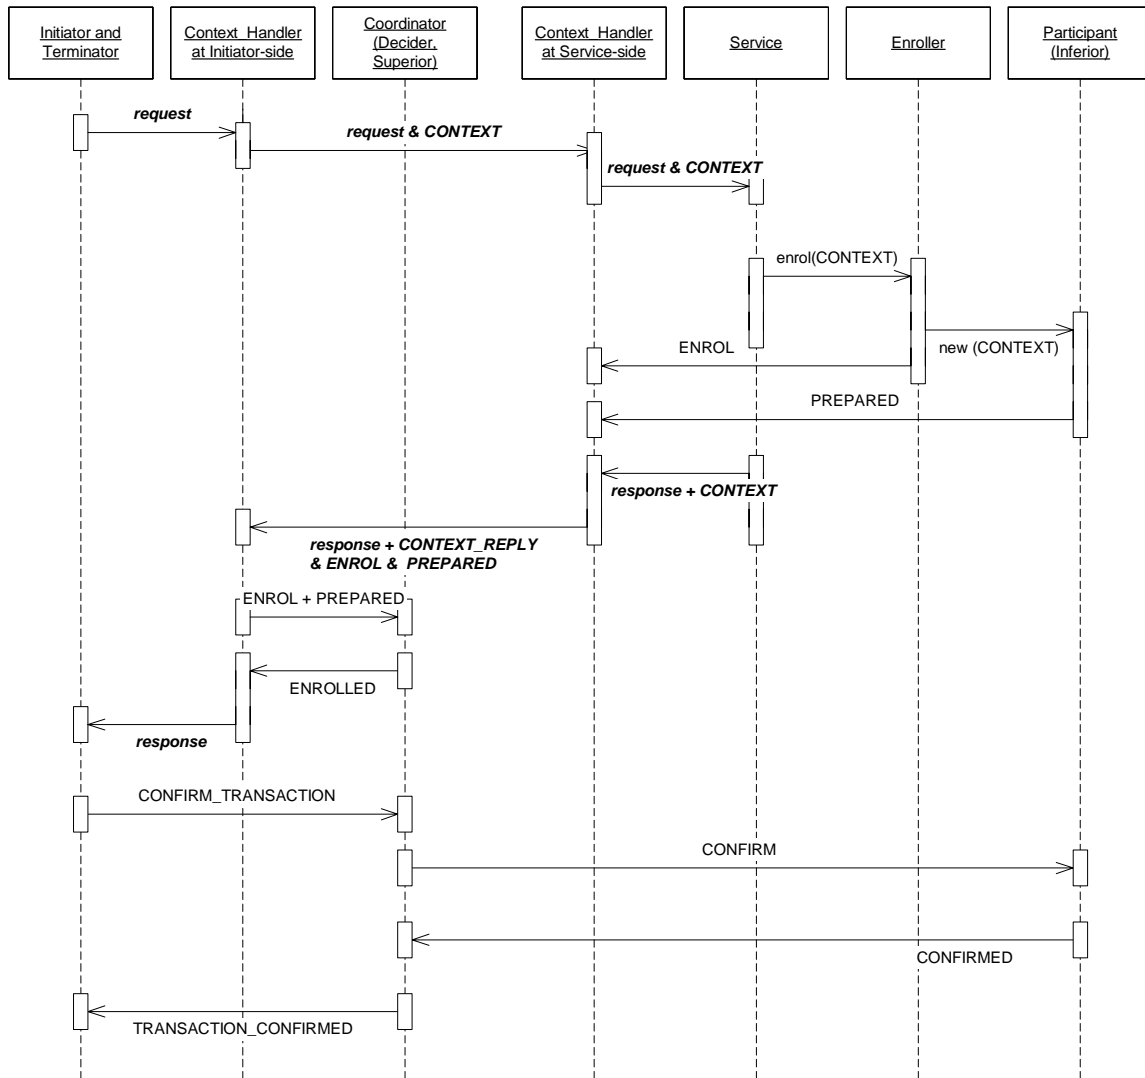 Initiator and
Terminator
Context_Handler
at Initiator-side
Coordinator
(Decider,
Superior)
Context_Handler
at Service-side
Service
Enroller
Participant
(Inferior)
request
request & CONTEXT
request & CONTEXT
enrol(CONTEXT)
new (CONTEXT)
ENROL
PREPARED
response + CONTEXT
response + CONTEXT_REPLY
& ENROL & PREPARED
ENROL + PREPARED
ENROLLED
response
CONFIRM_TRANSACTION
CONFIRM
CONFIRMED
TRANSACTION_CONFIRMED